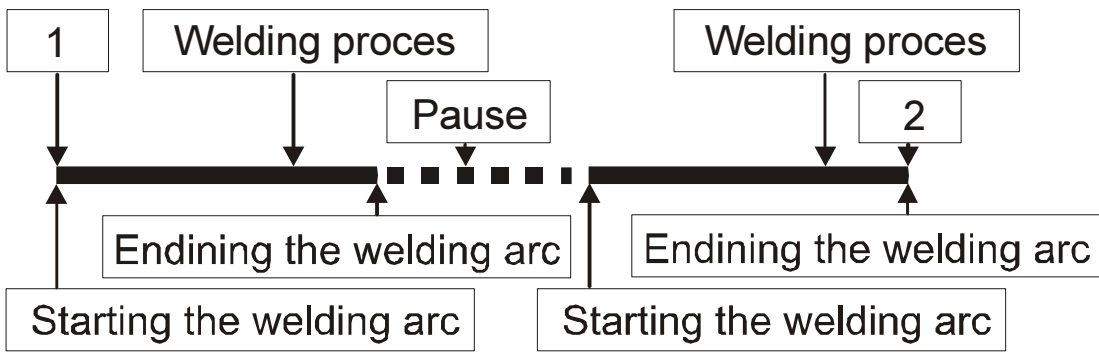 1
Welding proces
Welding proces
Pause
2
Endining the welding arc
Endining the welding arc
Starting the welding arc
Starting the welding arc